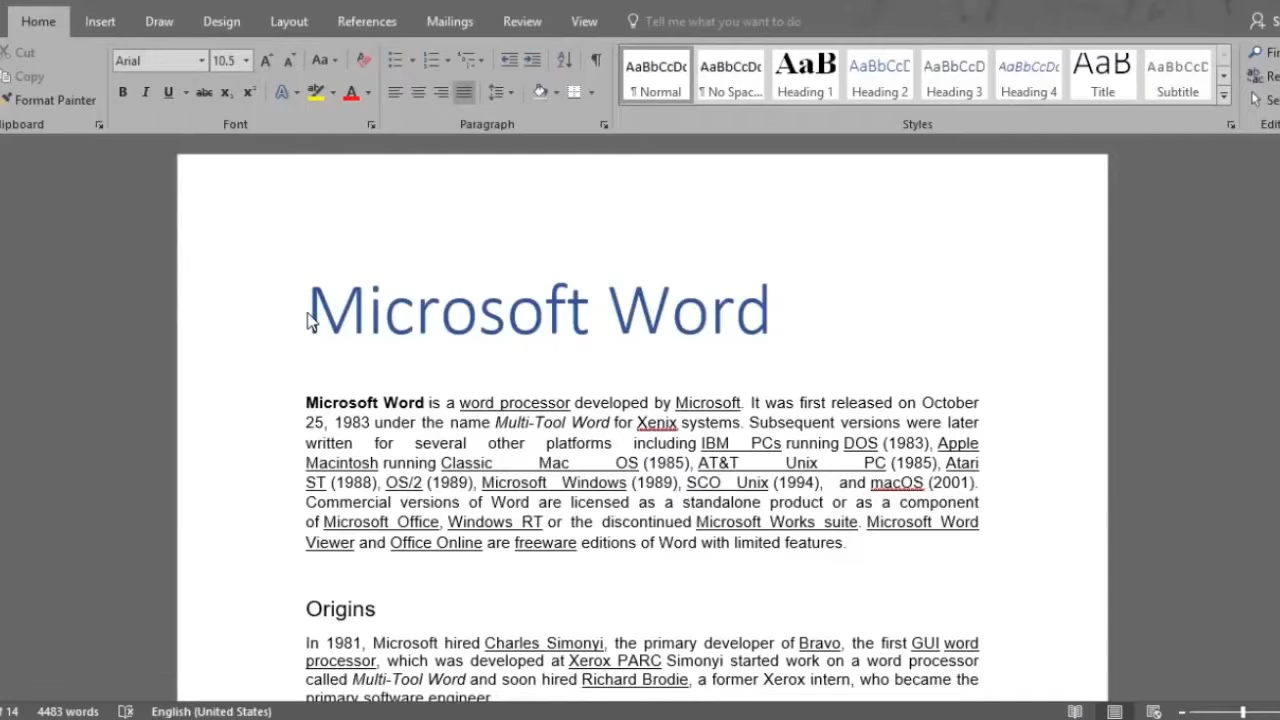 Home Insert Draw Design Layout References Mailings Review View Tell me what you want to do
Cut
Copy
Format Painter
Arial 10.5 Aa
B I U abc x x A ab A
AaBbCcDc AaBbCcDc AaB AaBbCcD AaBbCcD AaBbCcDc AaB AaBbCcD
¶ Normal ¶ No Spac... Heading 1 Heading 2 Heading 3 Heading 4 Title Subtitle
lipboard Font Paragraph Styles
Microsoft Word
Microsoft Word is a word processor developed by Microsoft. It was first released on October
25, 1983 under the name Multi-Tool Word for Xenix systems. Subsequent versions were later
written for several other platforms including IBM PCs running DOS (1983), Apple
Macintosh running Classic Mac OS (1985), AT&T Unix PC (1985), Atari
ST (1988), OS/2 (1989), Microsoft Windows (1989), SCO Unix (1994), and macOS (2001).
Commercial versions of Word are licensed as a standalone product or as a component
of Microsoft Office, Windows RT or the discontinued Microsoft Works suite. Microsoft Word
Viewer and Office Online are freeware editions of Word with limited features.
Origins
In 1981, Microsoft hired Charles Simonyi, the primary developer of Bravo, the first GUI word
processor, which was developed at Xerox PARC Simonyi started work on a word processor
called Multi-Tool Word and soon hired Richard Brodie, a former Xerox intern, who became the
primary software engineer
of 14 4483 words English (United States)